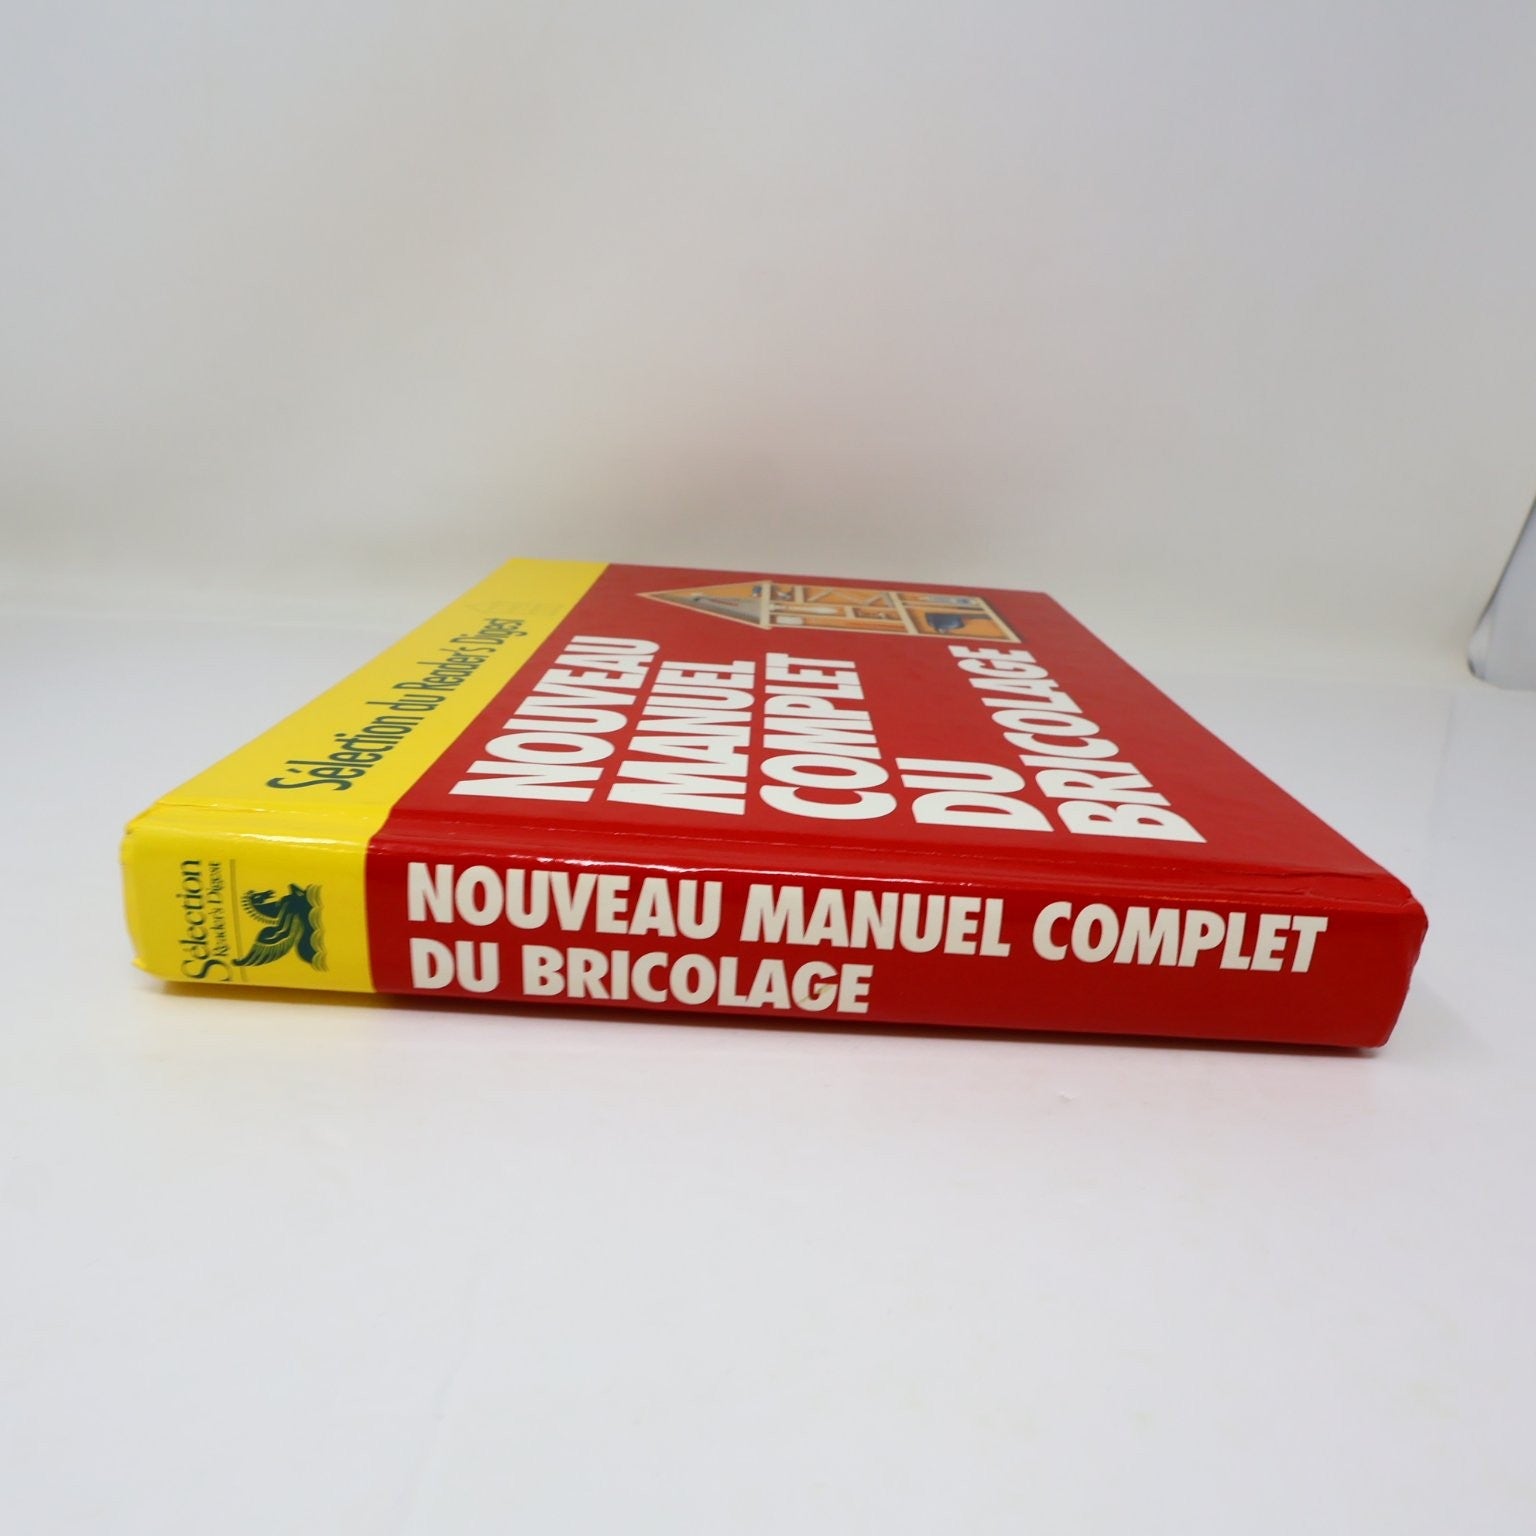 Sélection du Reader's Digest
NOUVEAU
MANUEL
COMPLET
DU
BRICOLAGE
Sélection
Reader's Digest
NOUVEAU MANUEL COMPLET
DU BRICOLAGE